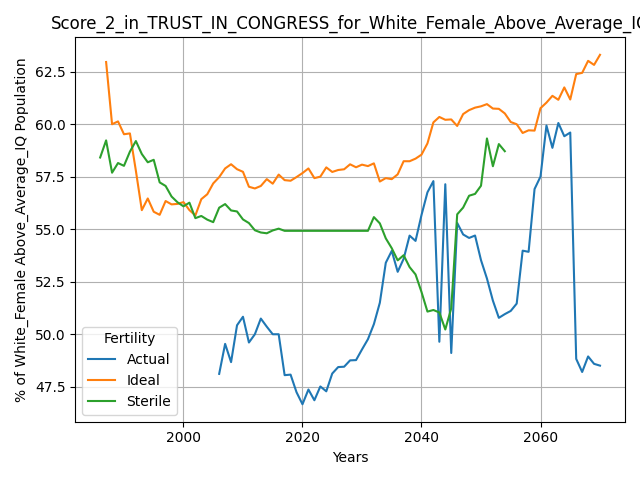 Score_2_in_TRUST_IN_CONGRESS_for_White_Female_Above_Average_IQ
% of White_Female Above_Average_IQ Population
62.5
60.0
57.5
55.0
52.5
50.0
47.5
Fertility
Actual
Ideal
Sterile
2000
2020
2040
2060
Years